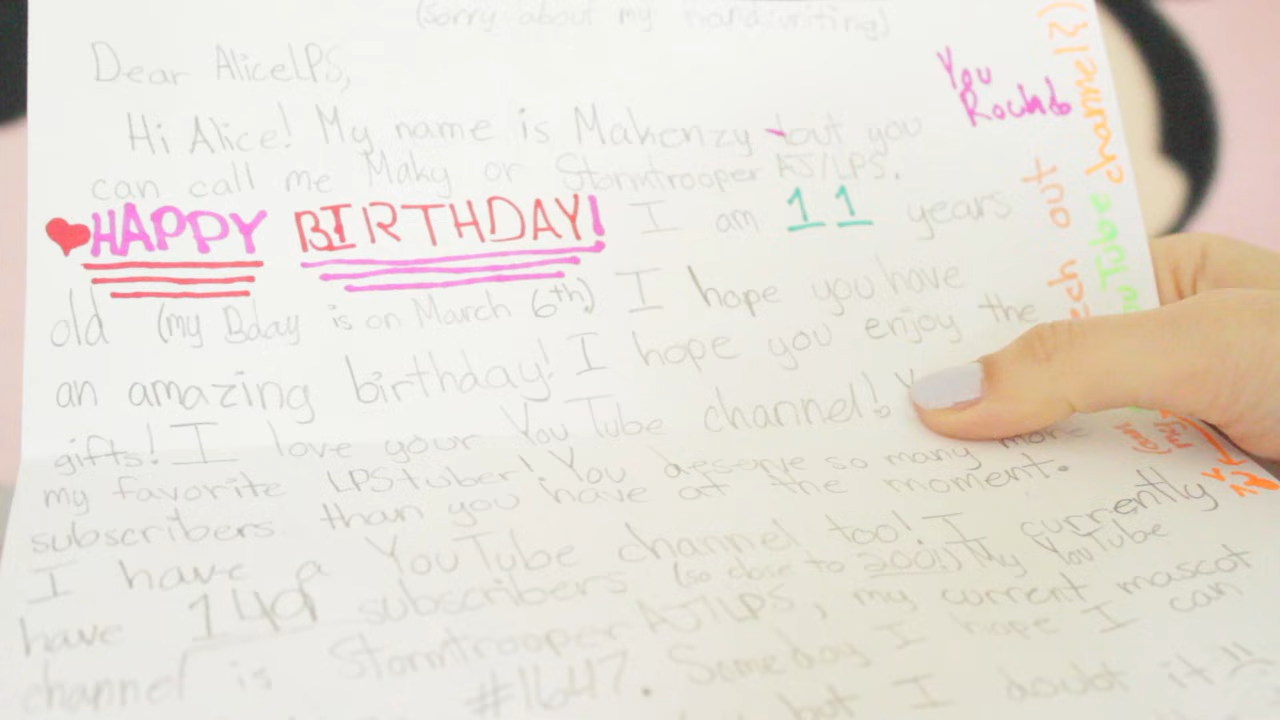 (sorry about my handwriting)
Dear AliceLPS,
Hi Alice! My name is Makenzy but you
can call me Maky or Stormtrooper AJ/LPS.
HAPPY BIRTHDAY! I am 11 years
old (my Bday is on March 6th) I hope you have
an amazing birthday! I hope you enjoy the
gifts! I love your YouTube channel!
my favorite LPStuber! You deserve so many more
subscribers than you have at the moment.
I have a YouTube channel too! I currently
have 149 subscribers (so close to 200!) My YouTube
channel is Stormtrooper AJ/LPS, my current mascot
#1647. Someday I hope I can
but I doubt it
You
Rock
out
YouTube channel?)